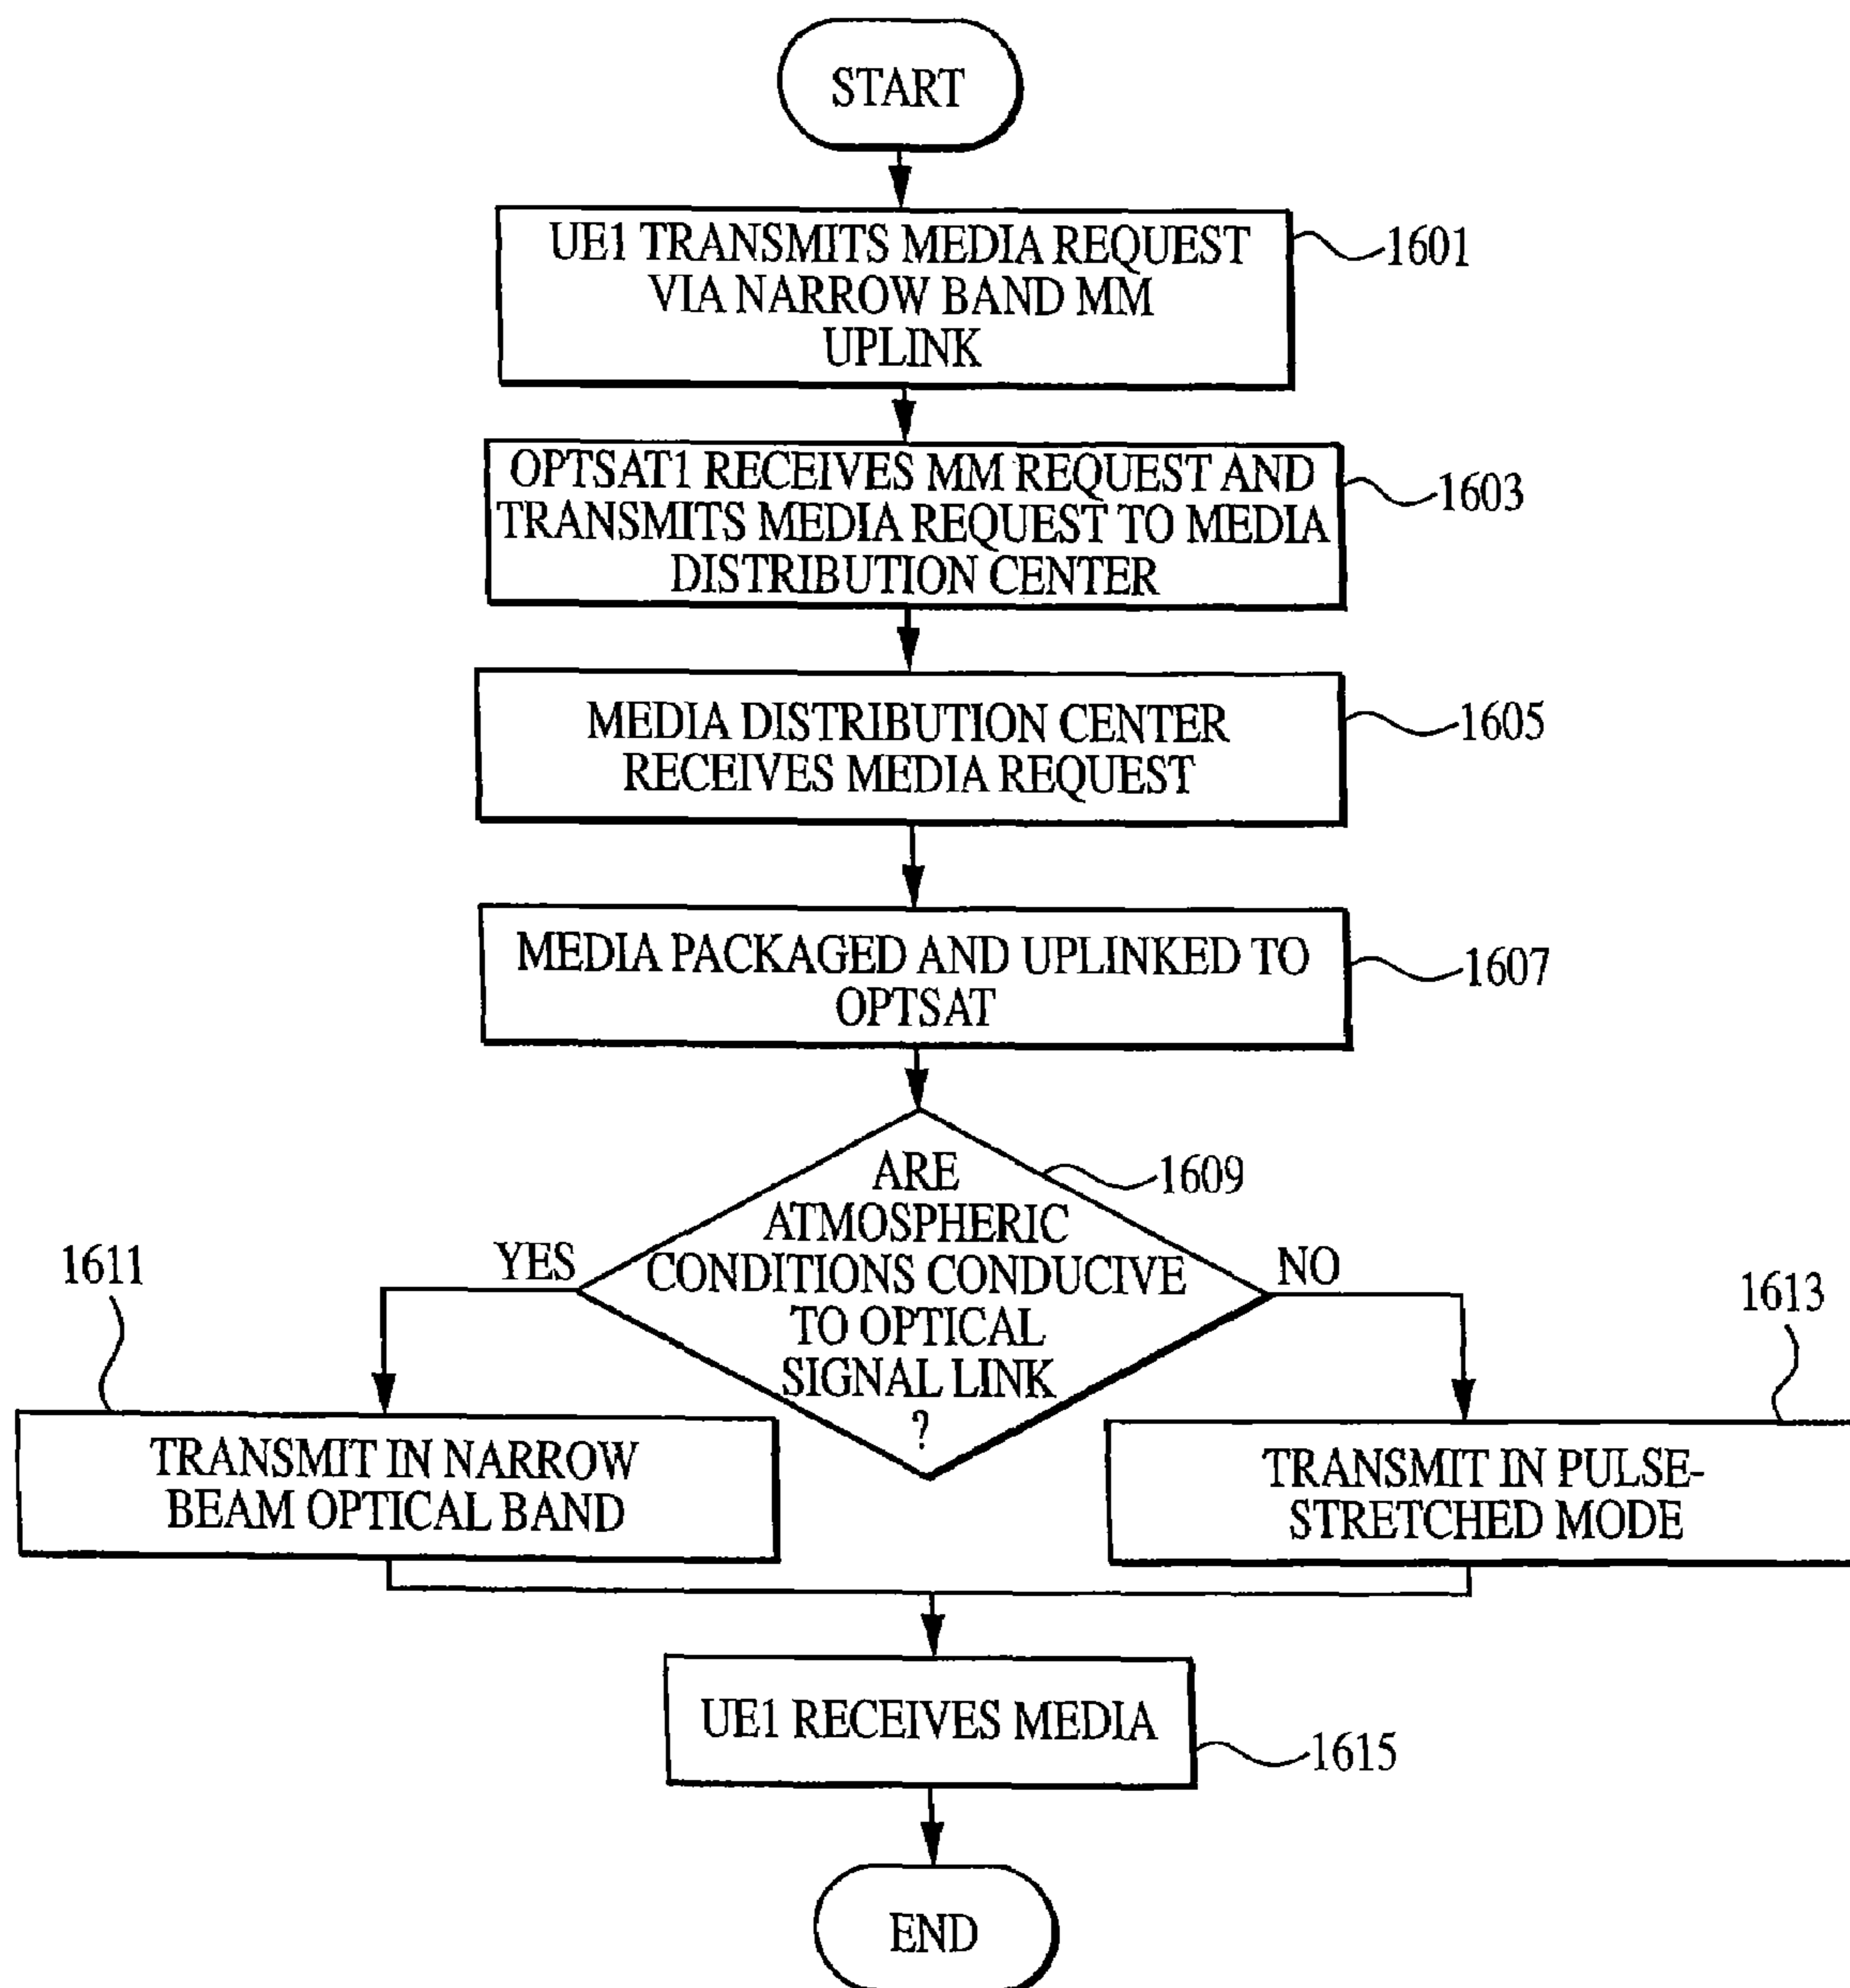 START
UE1 TRANSMITS MEDIA REQUEST
VIA NARROW BAND MM
UPLINK
1601
OPTSAT1 RECEIVES MM REQUEST AND
TRANSMITS MEDIA REQUEST TO MEDIA
DISTRIBUTION CENTER
1603
MEDIA DISTRIBUTION CENTER
RECEIVES MEDIA REQUEST
1605
MEDIA PACKAGED AND UPLINKED TO
OPTSAT
1607
ARE
ATMOSPHERIC
CONDITIONS CONDUCIVE
TO OPTICAL
SIGNAL LINK
?
1609
YES
NO
1611
TRANSMIT IN NARROW
BEAM OPTICAL BAND
1613
TRANSMIT IN PULSE-
STRETCHED MODE
UE1 RECEIVES MEDIA
1615
END